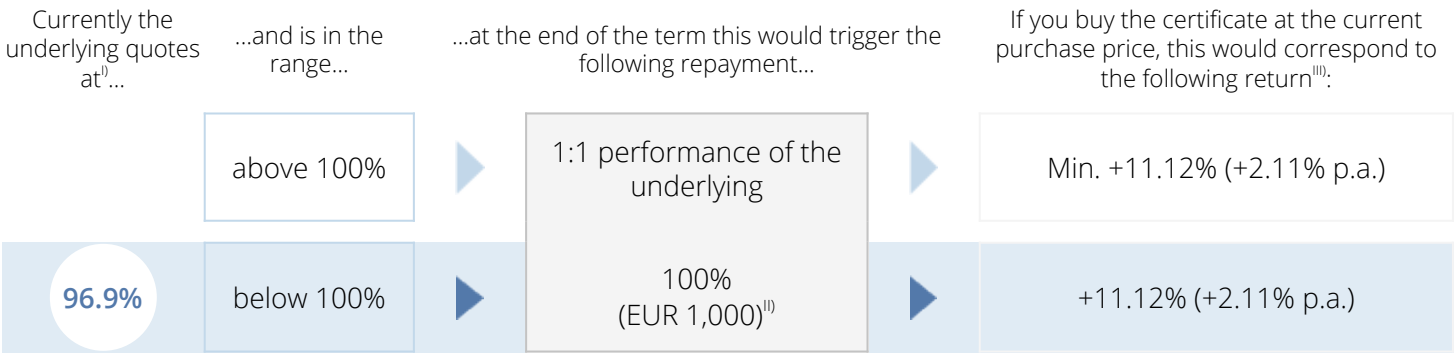 Currently the
underlying quotes
at^I)...
...and is in the
range...
...at the end of the term this would trigger the
following repayment...
If you buy the certificate at the current
purchase price, this would correspond to
the following return^III):
above 100%
1:1 performance of the
underlying
Min. +11.12% (+2.11% p.a.)
96.9%
below 100%
100%
(EUR 1,000)^II)
+11.12% (+2.11% p.a.)